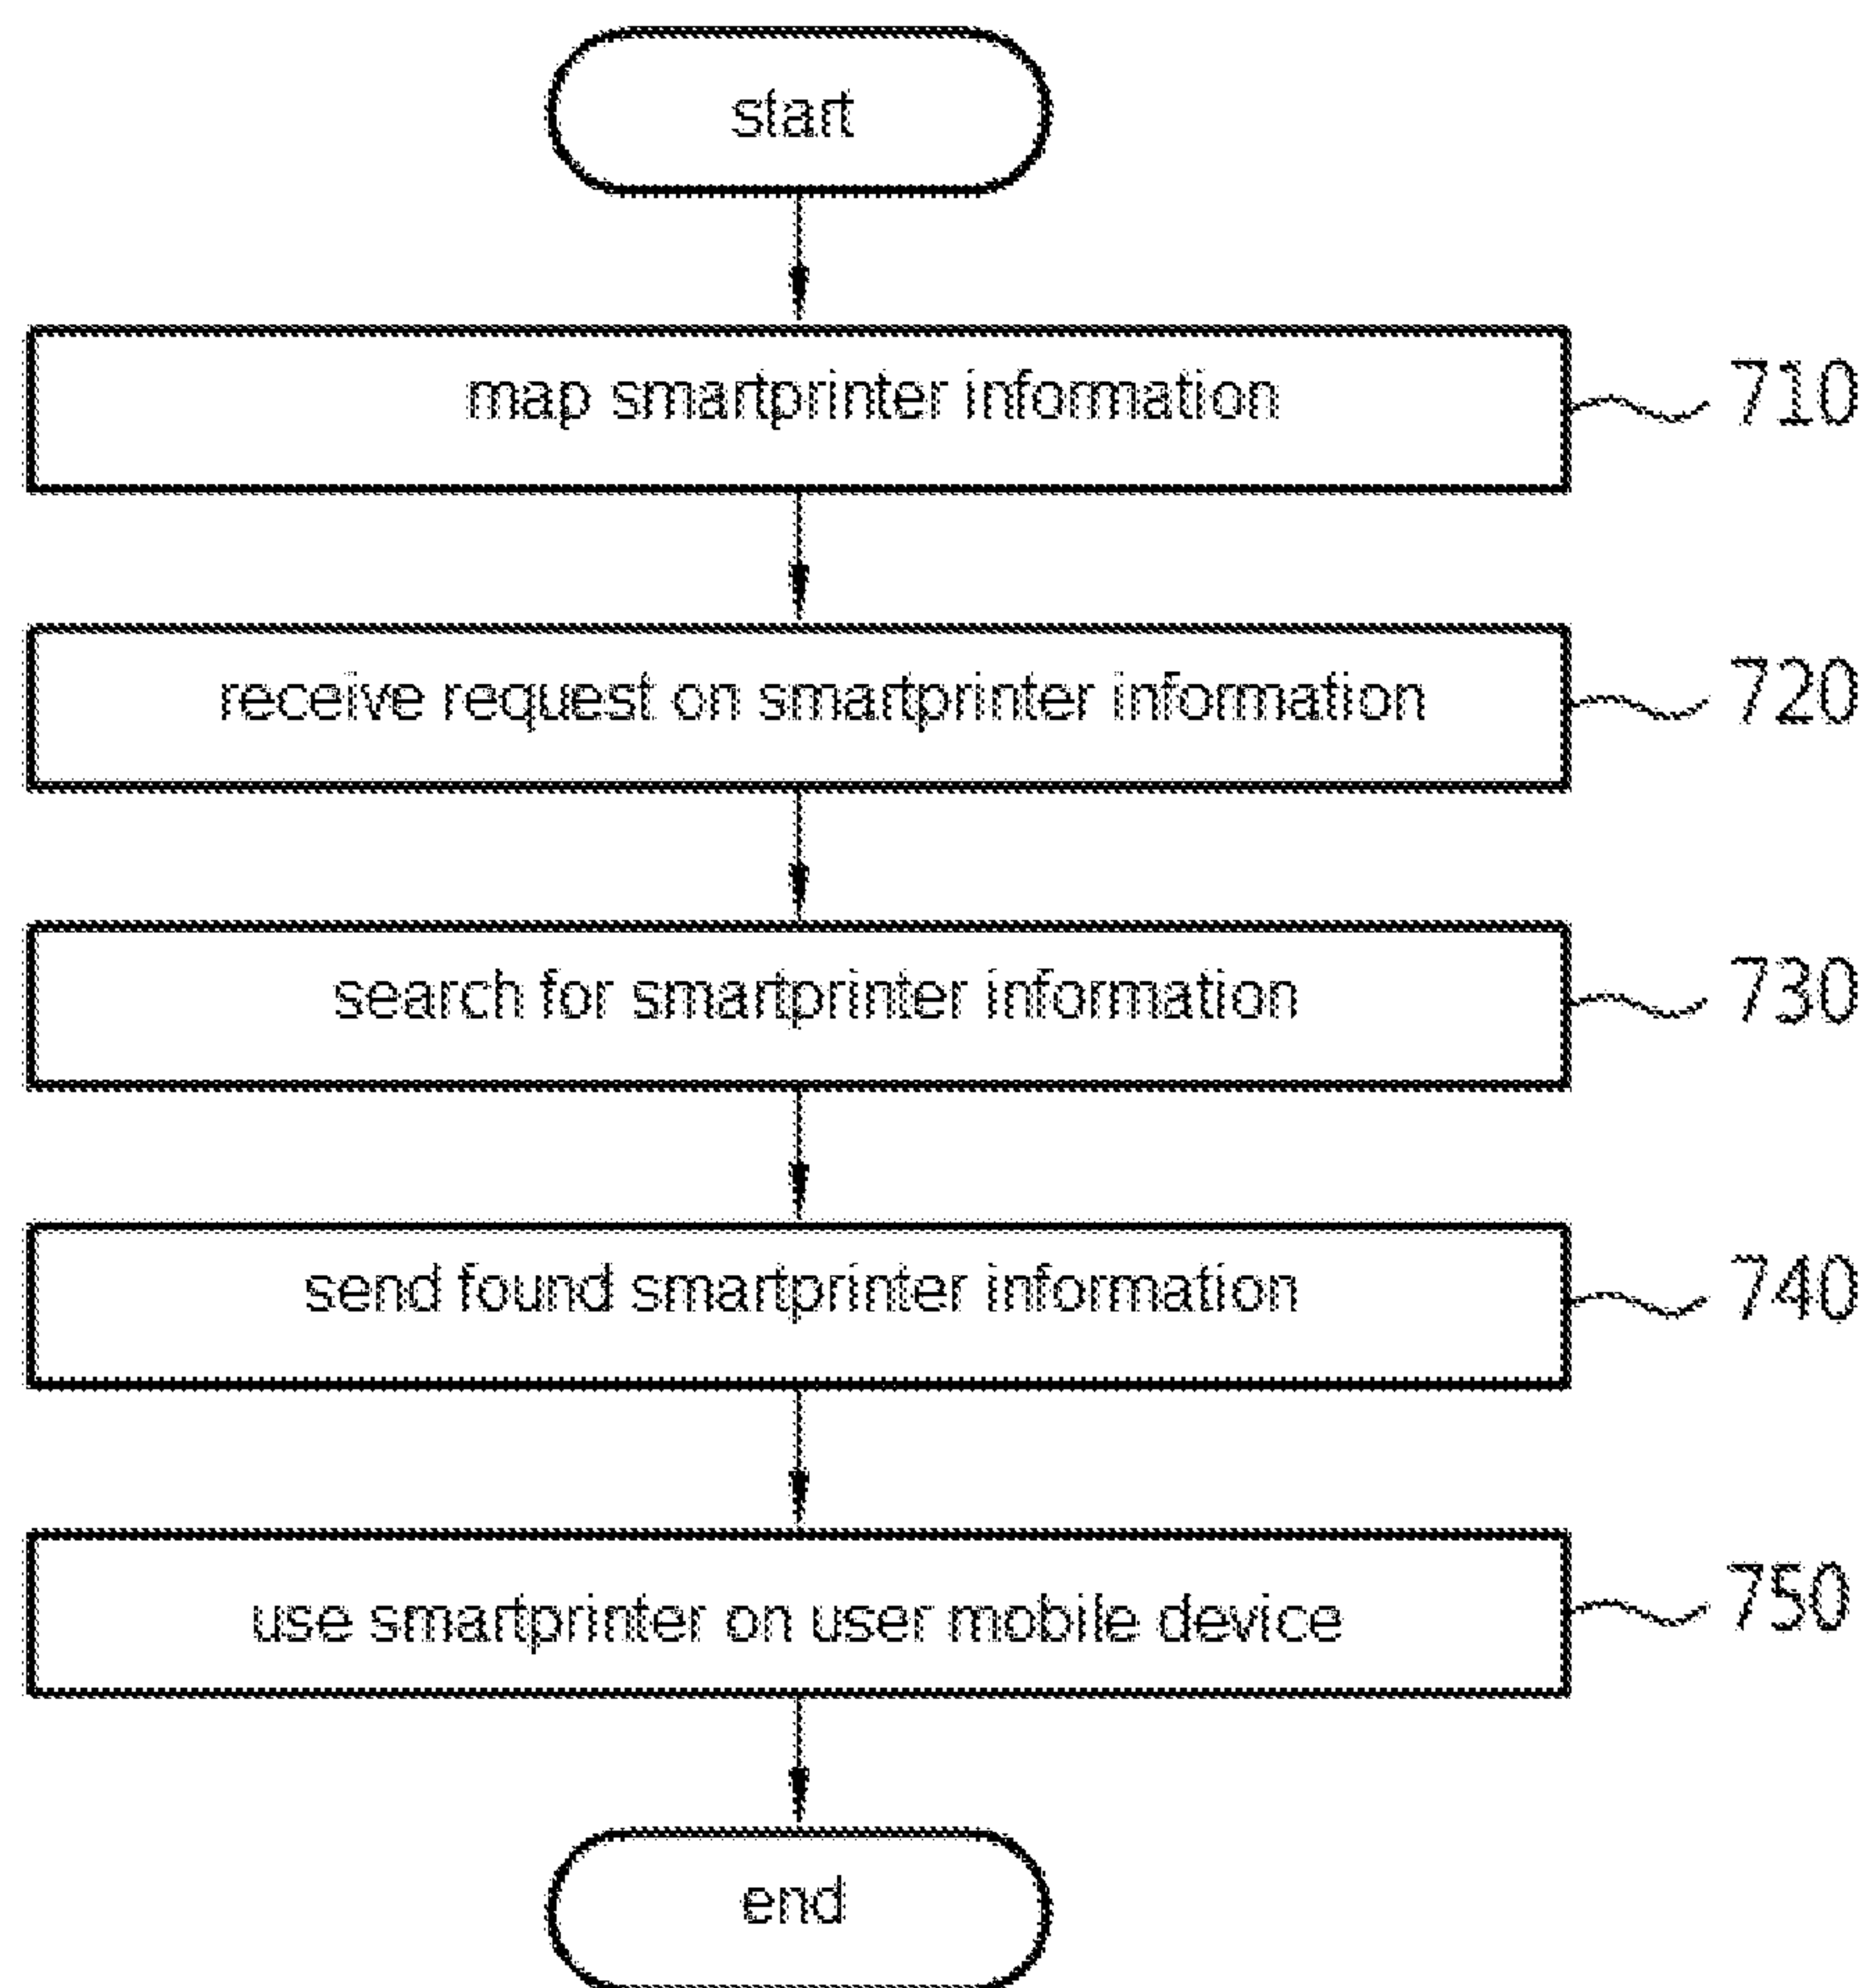 start
map smartprinter information
710
receive request on smartprinter information
720
search for smartprinter information
730
send found smartprinter information
740
use smartprinter on user mobile device
750
end